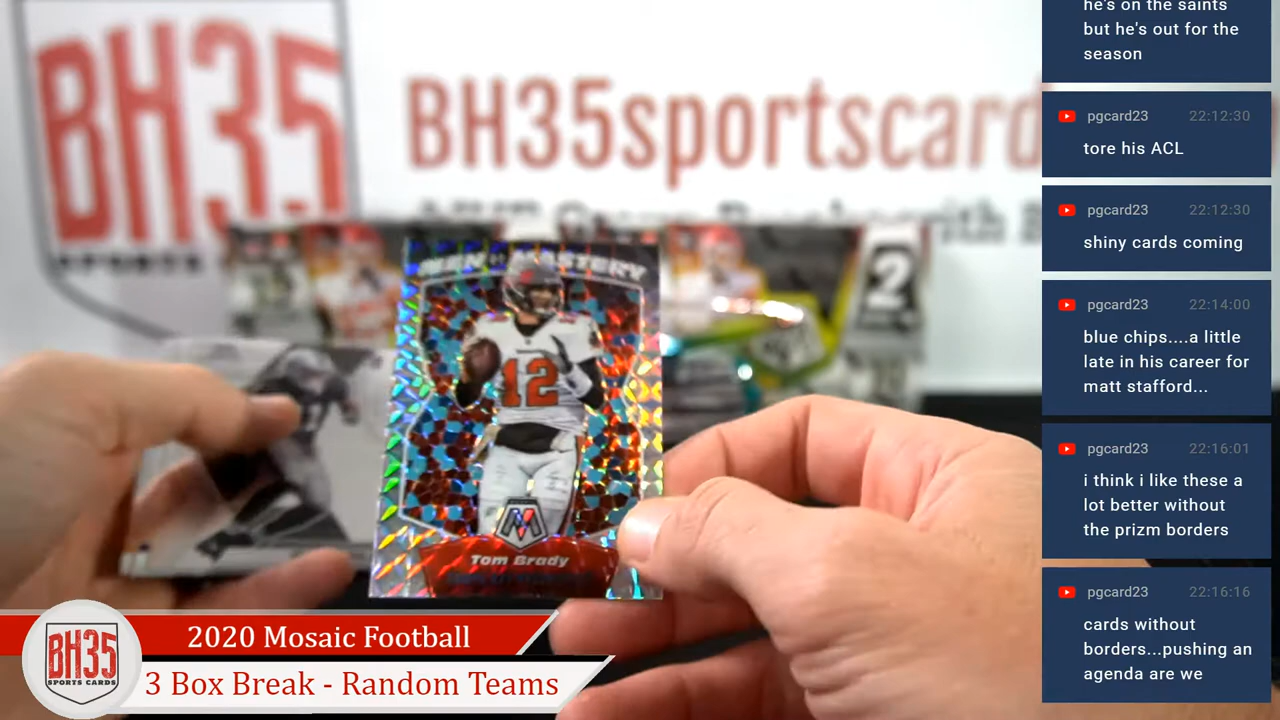 BH35
SPORTS
BH35sportscard
MEN OF MASTERY
12
Tom Brady
2
BH35
SPORTS CARDS
2020 Mosaic Football
3 Box Break - Random Teams
he's on the saints
but he's out for the
season
pgcard23 22:12:30
tore his ACL
pgcard23 22:12:30
shiny cards coming
pgcard23 22:14:00
blue chips....a little
late in his career for
matt stafford...
pgcard23 22:16:01
i think i like these a
lot better without
the prizm borders
pgcard23 22:16:16
cards without
borders...pushing an
agenda are we